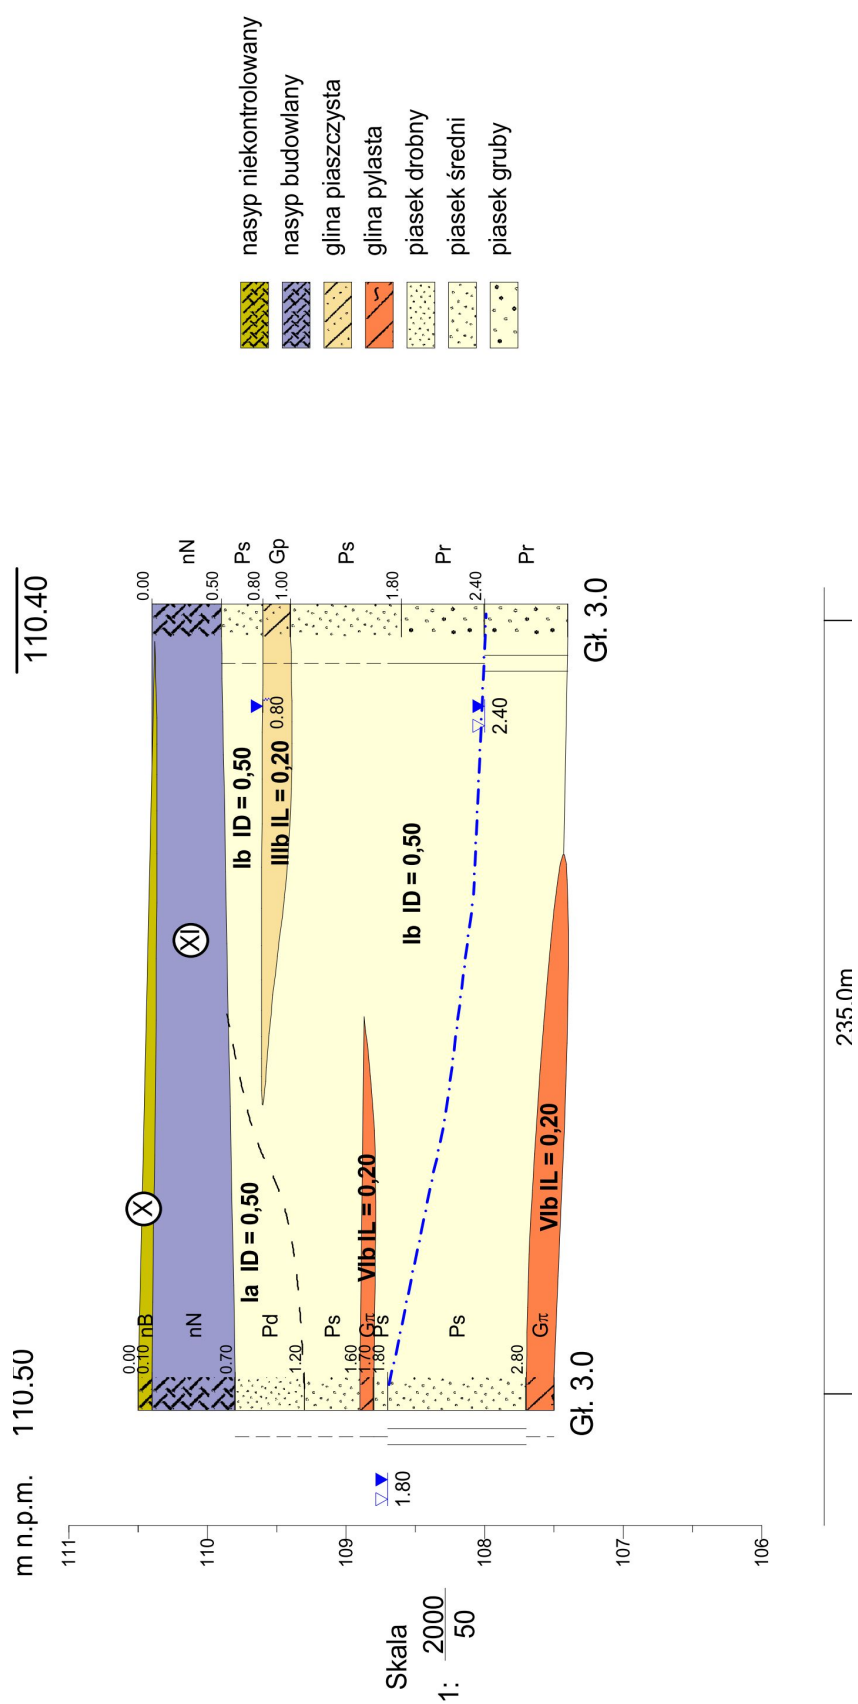 m n.p.m.
110.50
110.40
111
110
109
108
107
106
Skala
1:
2000
50
0.00
0.10
nB
nN
0.70
Pd
1.20
Ps
1.60
1.70
Gπ
1.80
Ps
Ps
2.80
Gπ
Gł. 3.0
1.80
X
XI
Ia ID = 0,50
Ib ID = 0,50
IIIb IL = 0,20
VIb IL = 0,20
Ib ID = 0,50
VIb IL = 0,20
0.80
2.40
0.00
nN
0.50
Ps
0.80
Gp
1.00
Ps
1.80
Pr
2.40
Pr
Gł. 3.0
235.0m
nasyp niekontrolowany
nasyp budowlany
glina piaszczysta
glina pylasta
piasek drobny
piasek średni
piasek gruby